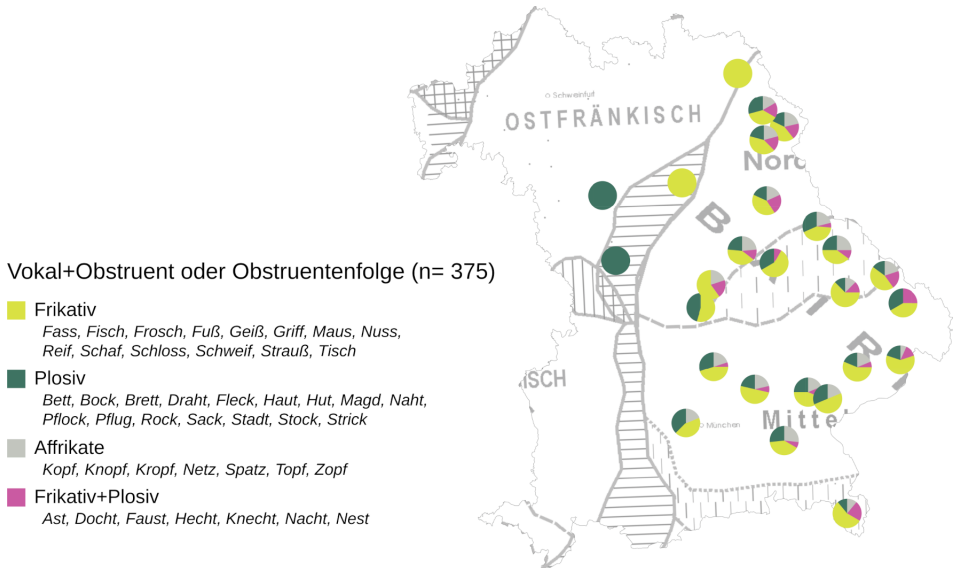 Schweinfurt
OSTFRÄNKISCH
Nord
B
A
I
R
ISCH
München
Mittel
Vokal+Obstruent oder Obstruentenfolge (n= 375)
Frikativ
Fass, Fisch, Frosch, Fuß, Geiß, Griff, Maus, Nuss,
Reif, Schaf, Schloss, Schweif, Strauß, Tisch
Plosiv
Bett, Bock, Brett, Draht, Fleck, Haut, Hut, Magd, Naht,
Pflock, Pflug, Rock, Sack, Stadt, Stock, Strick
Affrikate
Kopf, Knopf, Kropf, Netz, Spatz, Topf, Zopf
Frikativ+Plosiv
Ast, Docht, Faust, Hecht, Knecht, Nacht, Nest